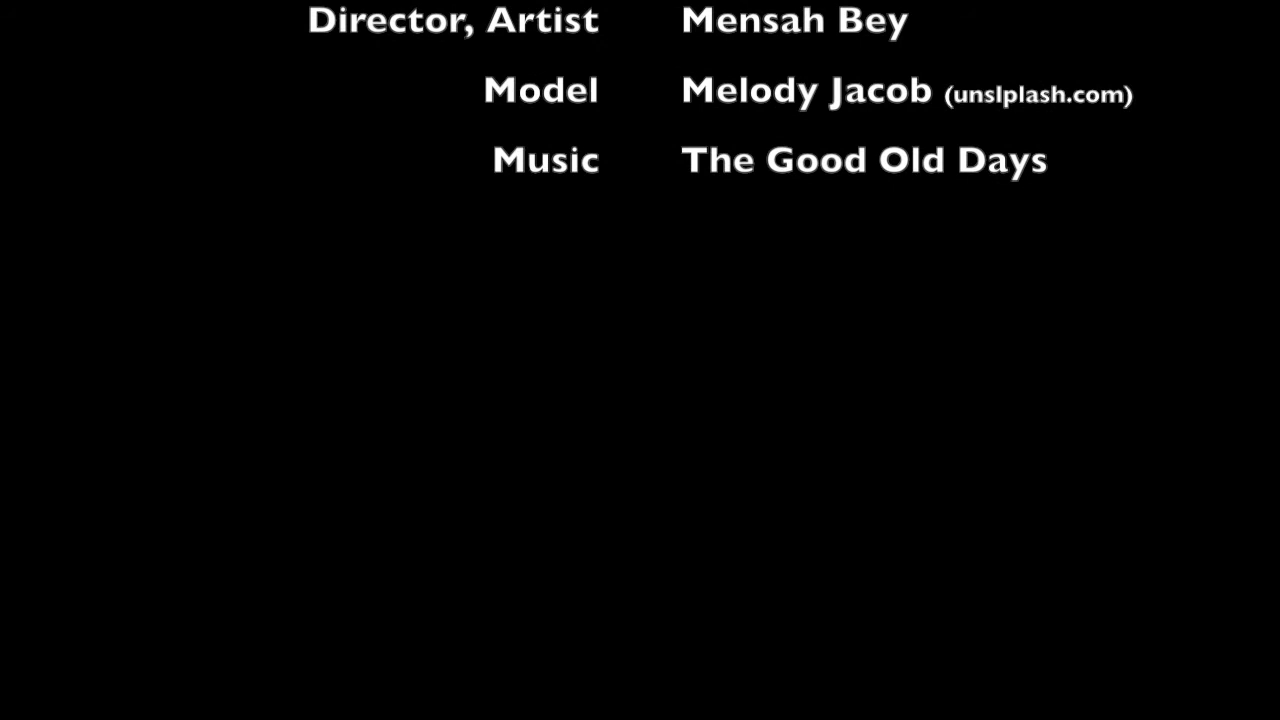 Director, Artist Mensah Bey
Model Melody Jacob (unslplash.com)
Music The Good Old Days